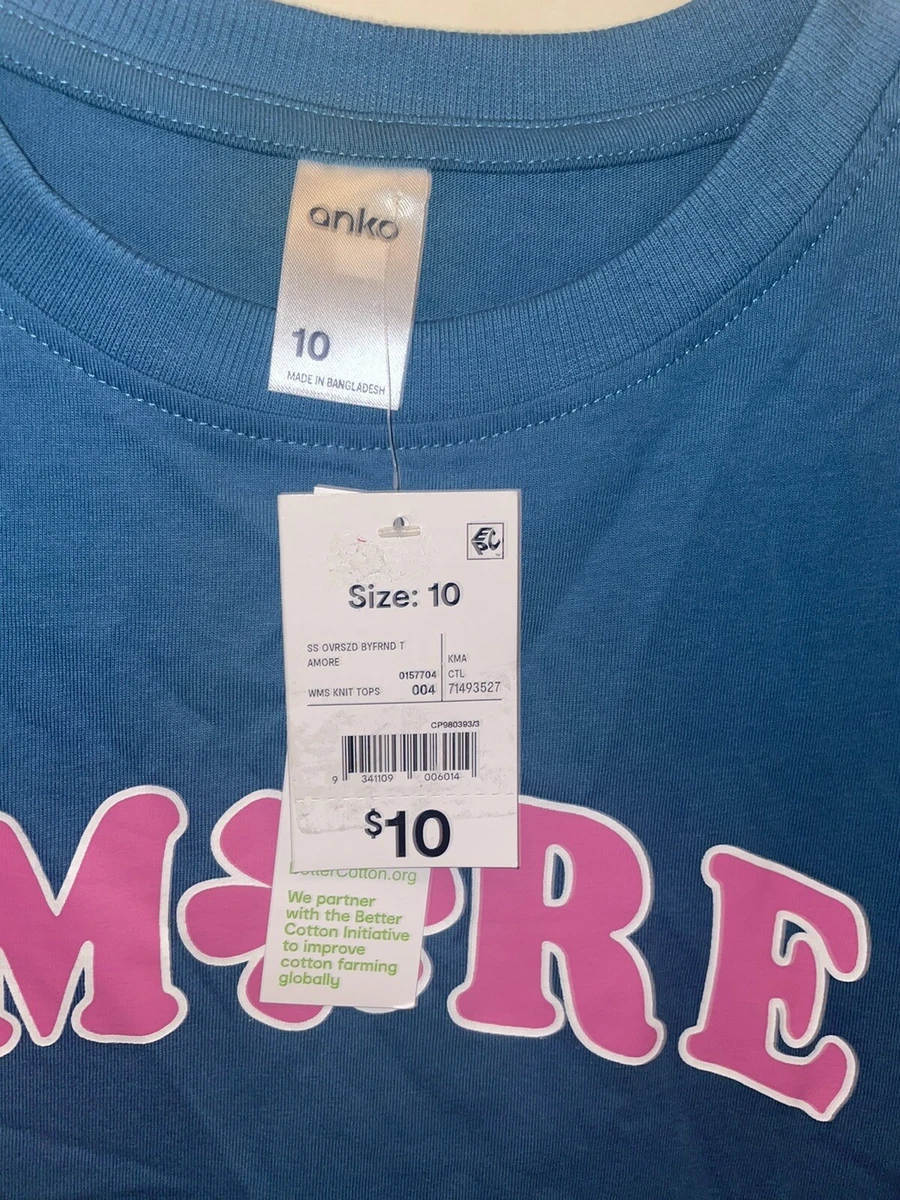 anko
10
MADE IN BANGLADESH
EPC
Size: 10
SS OVRSZD BYFRND T
AMORE
0157704
WMS KNIT TOPS 004
KMA
CTL
71493527
CP980393/3
9 341109 006014
$10
BetterCotton.org
We partner
with the Better
Cotton Initiative
to improve
cotton farming
globally
MORE